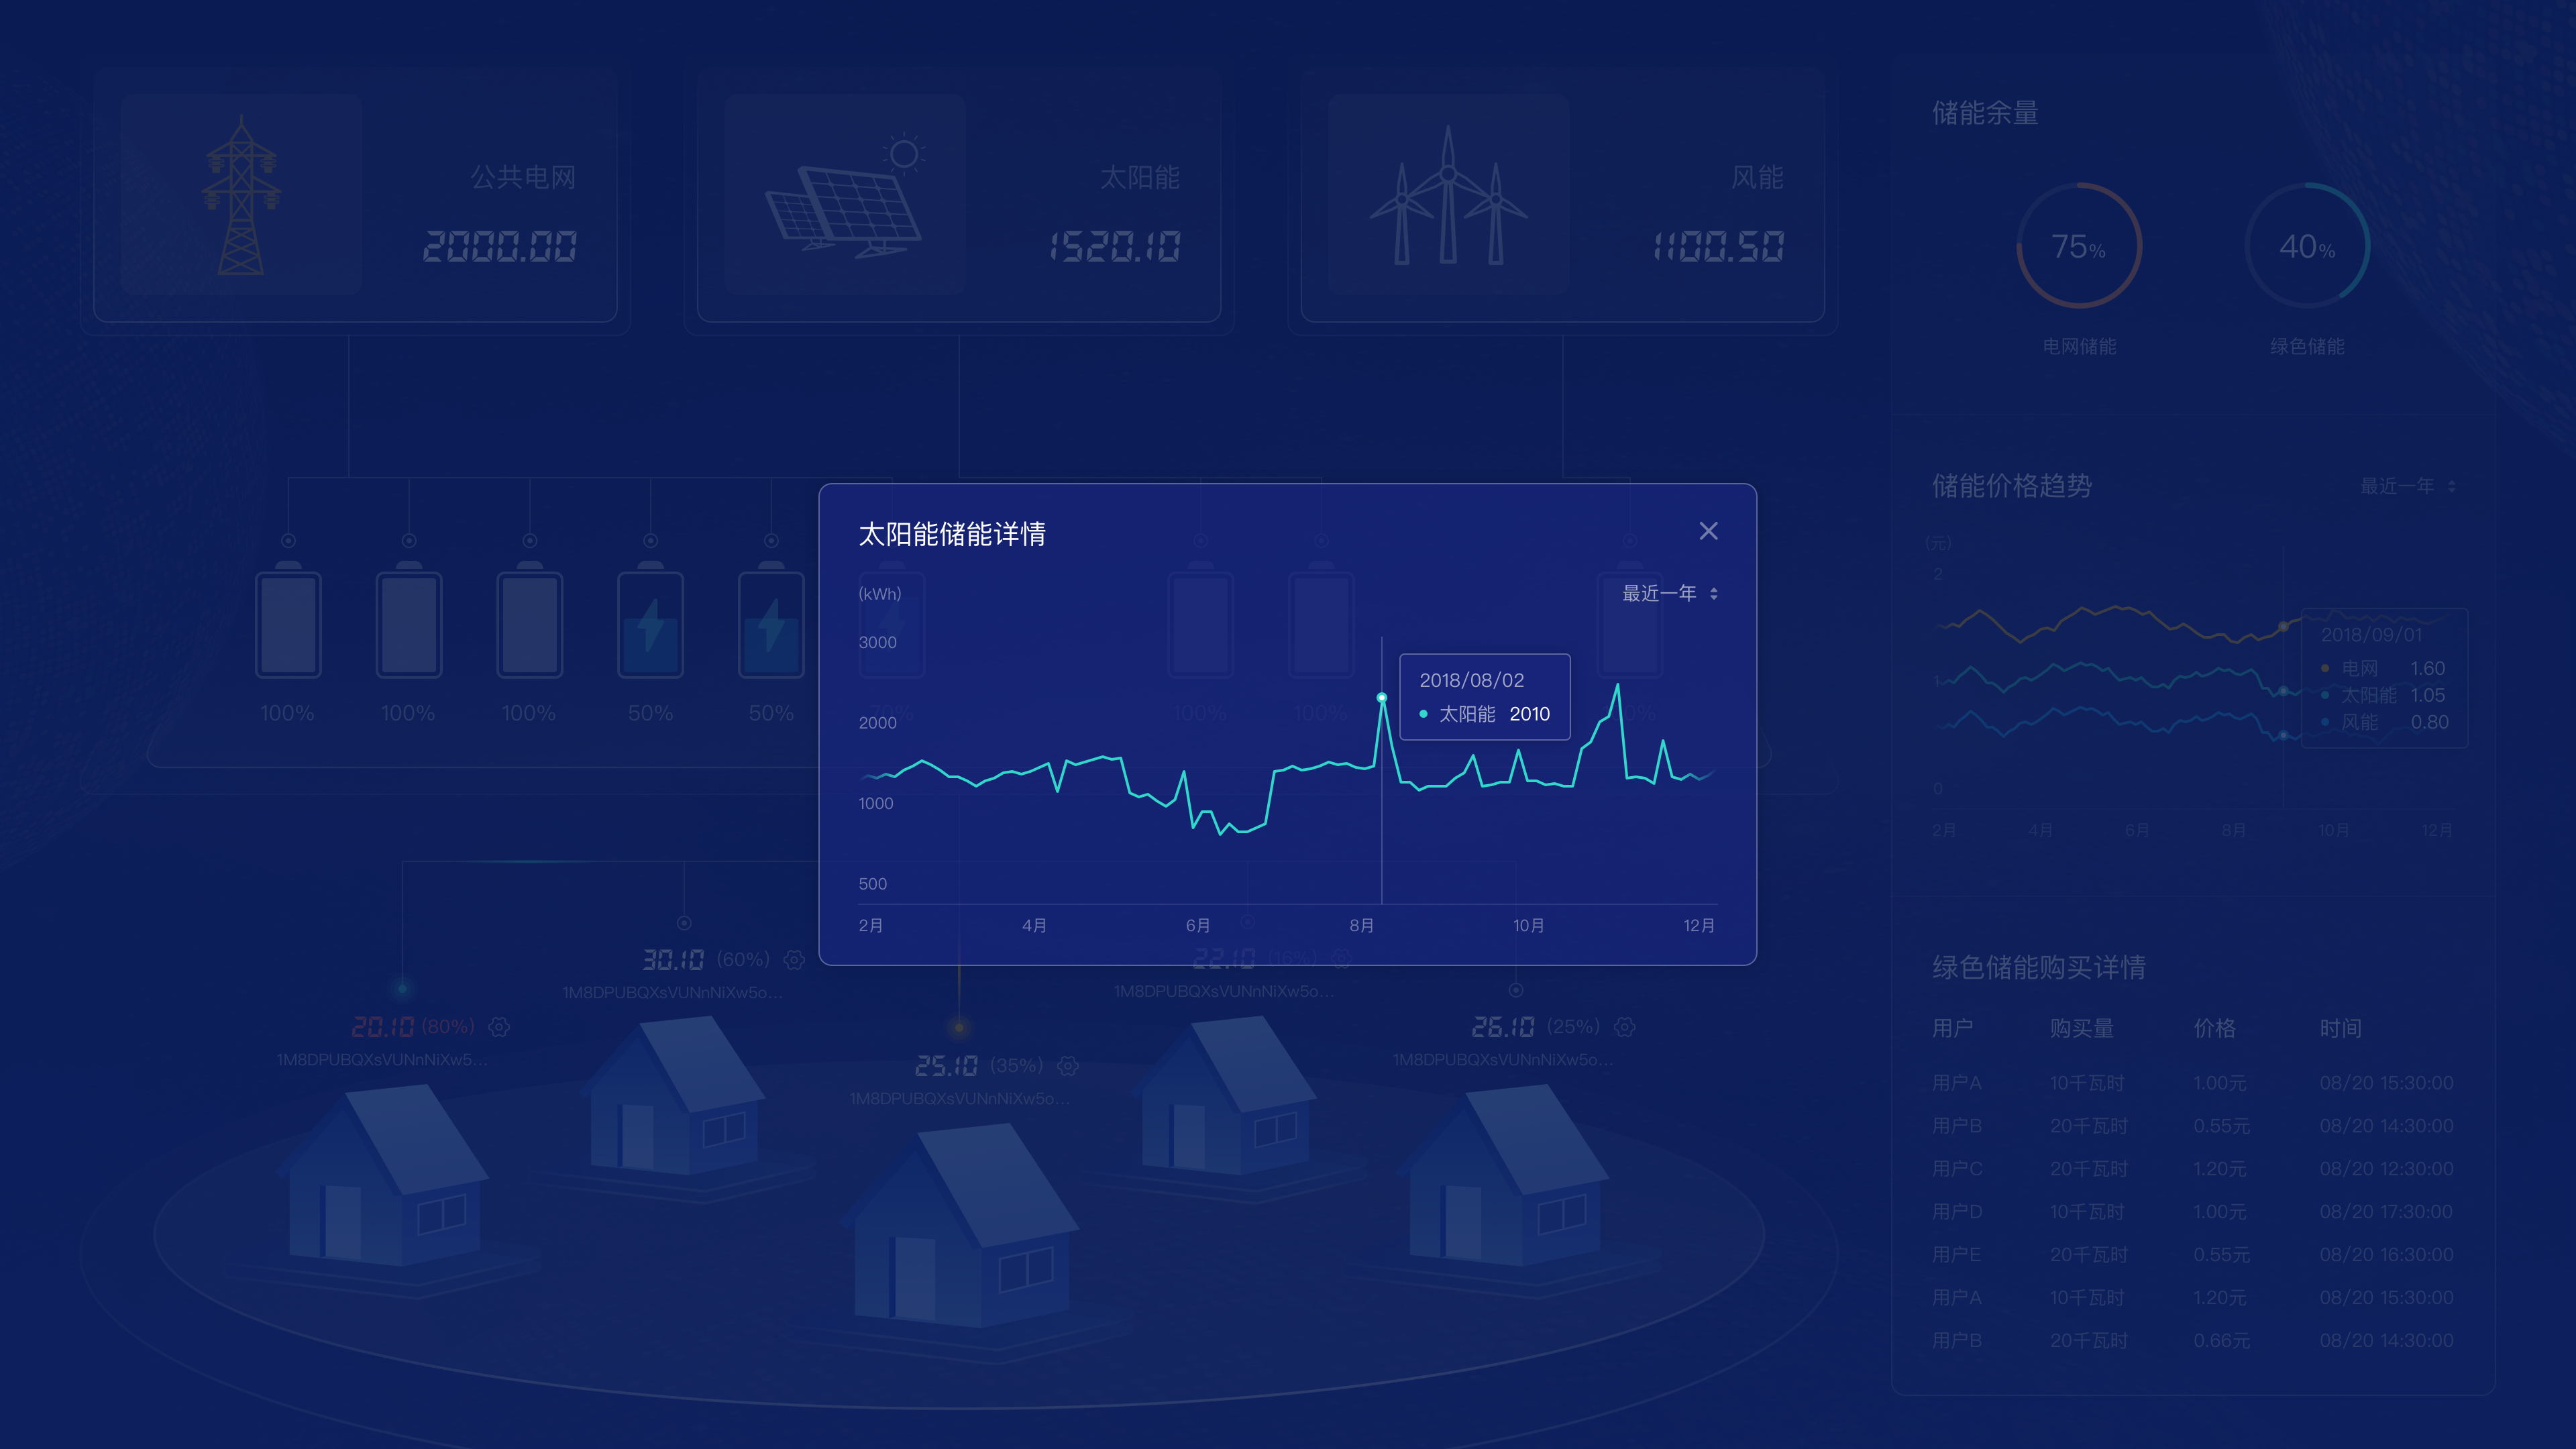 公共电网
2000.00
太阳能
1520.10
风能
1100.50
储能余量
75%
40%
电网储能
绿色储能
100%
100%
100%
50%
50%
70%
100%
100%
太阳能储能详情
(kWh)
最近一年
3000
2000
1000
500
2018/08/02
太阳能 2010
2月 4月 6月 8月 10月 12月
储能价格趋势
最近一年
(元)
2
1
0
2018/09/01
电网 1.60
太阳能 1.05
风能 0.80
2月 4月 6月 8月 10月 12月
20.10 (80%)
1M8DPUBQXsVUNnNiXw5...
30.10 (60%)
1M8DPUBQXsVUNnNiXw5o...
25.10 (35%)
1M8DPUBQXsVUNnNiXw5o...
22.10 (16%)
1M8DPUBQXsVUNnNiXw5o...
26.10 (25%)
1M8DPUBQXsVUNnNiXw5o...
绿色储能购买详情
用户 购买量 价格 时间
用户A 10千瓦时 1.00元 08/20 15:30:00
用户B 20千瓦时 0.55元 08/20 14:30:00
用户C 20千瓦时 1.20元 08/20 12:30:00
用户D 10千瓦时 1.00元 08/20 17:30:00
用户E 20千瓦时 0.55元 08/20 16:30:00
用户A 10千瓦时 1.20元 08/20 15:30:00
用户B 20千瓦时 0.66元 08/20 14:30:00